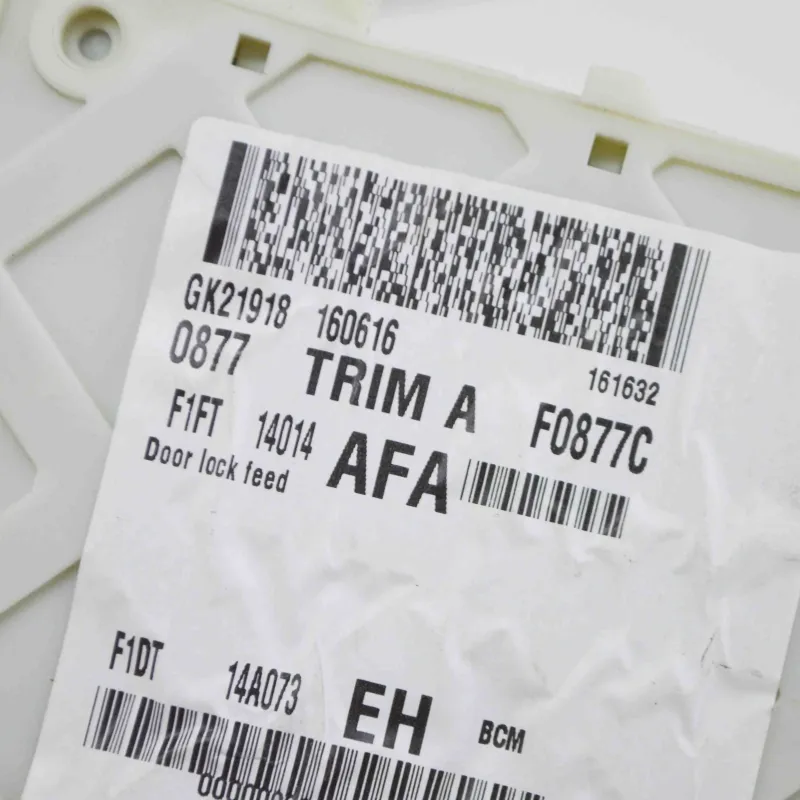 GK21918 160616
161632
0877 TRIM A F0877C
F1FT 14014 AFA
Door lock feed
F1DT 14A073 EH BCM